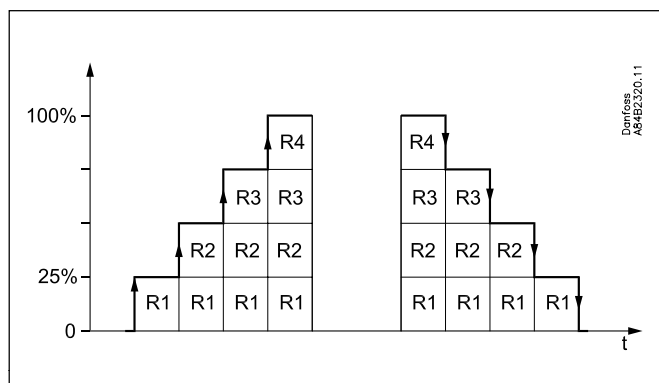 Danfoss
A84B2320.11
100%
R4 R4
R3 R3 R3 R3
R2 R2 R2 R2 R2 R2
25%
R1 R1 R1 R1 R1 R1 R1 R1
0
t